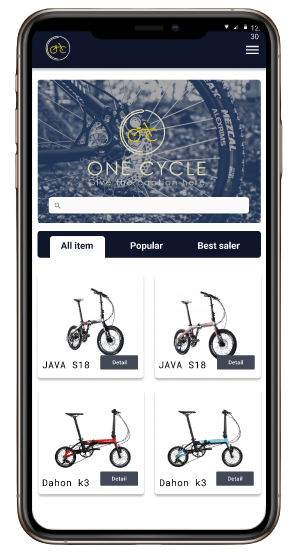 12.
30
MEZCAL
ONE CYCLE
Give the caption here
All item Popular Best saler
JAVA S18 Detail
JAVA S18 Detail
Dahon k3 Detail
Dahon k3 Detail